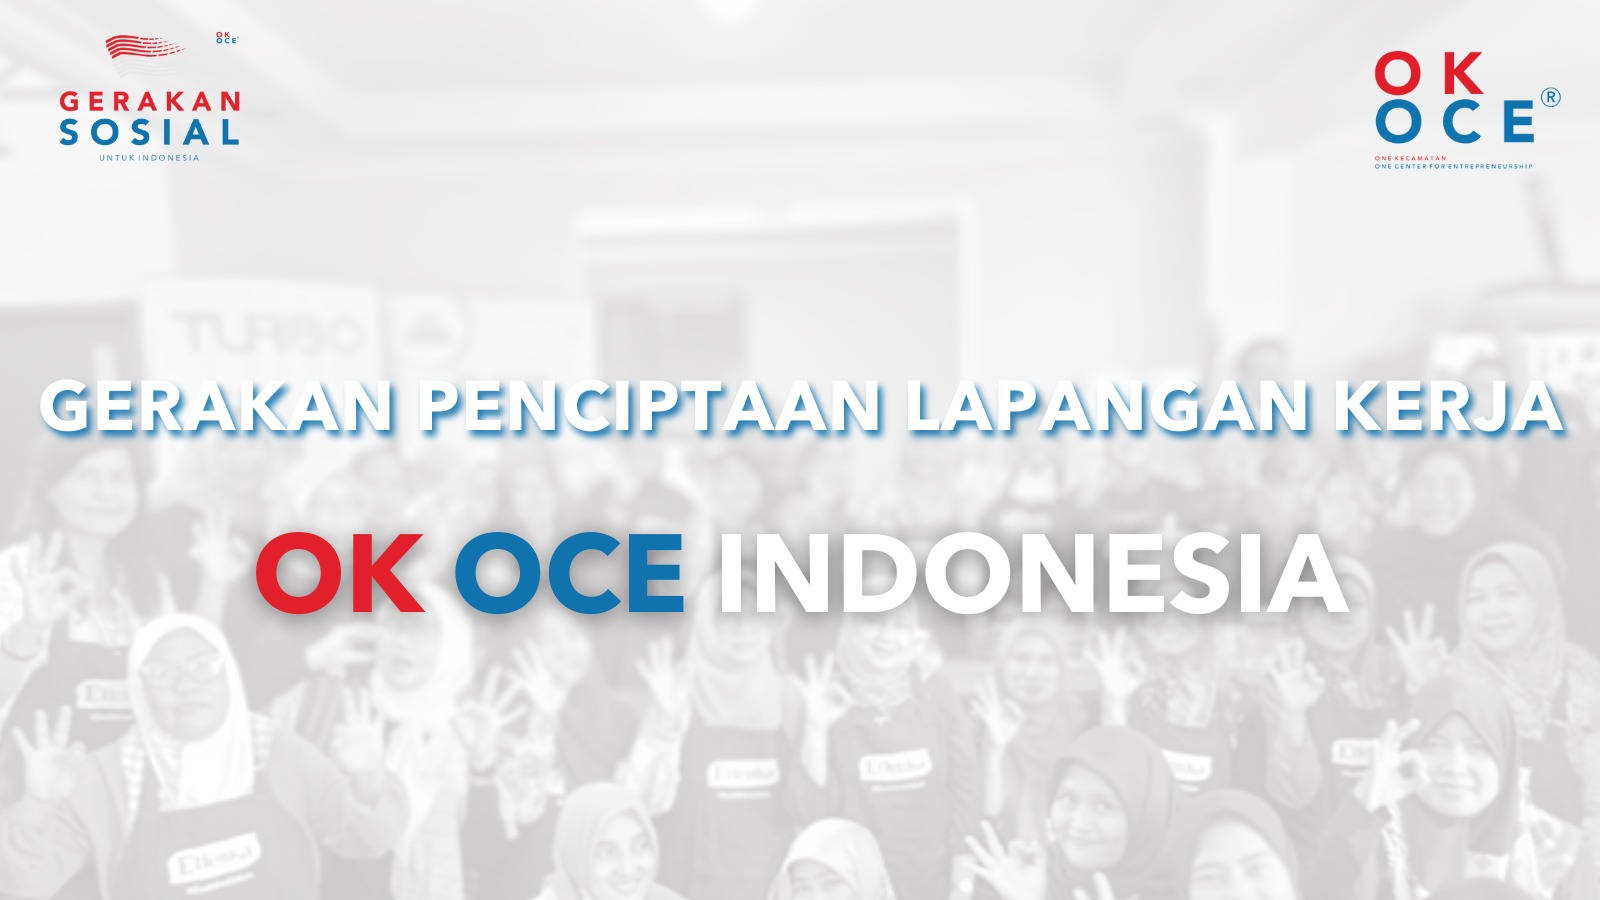 OK
OCE
GERAKAN
SOSIAL
UNTUK INDONESIA
OK
OCE®
ONE KECAMATAN
ONE CENTER FOR ENTREPRENEURSHIP
TURBO
GERAKAN PENCIPTAAN LAPANGAN KERJA
OK OCE INDONESIA